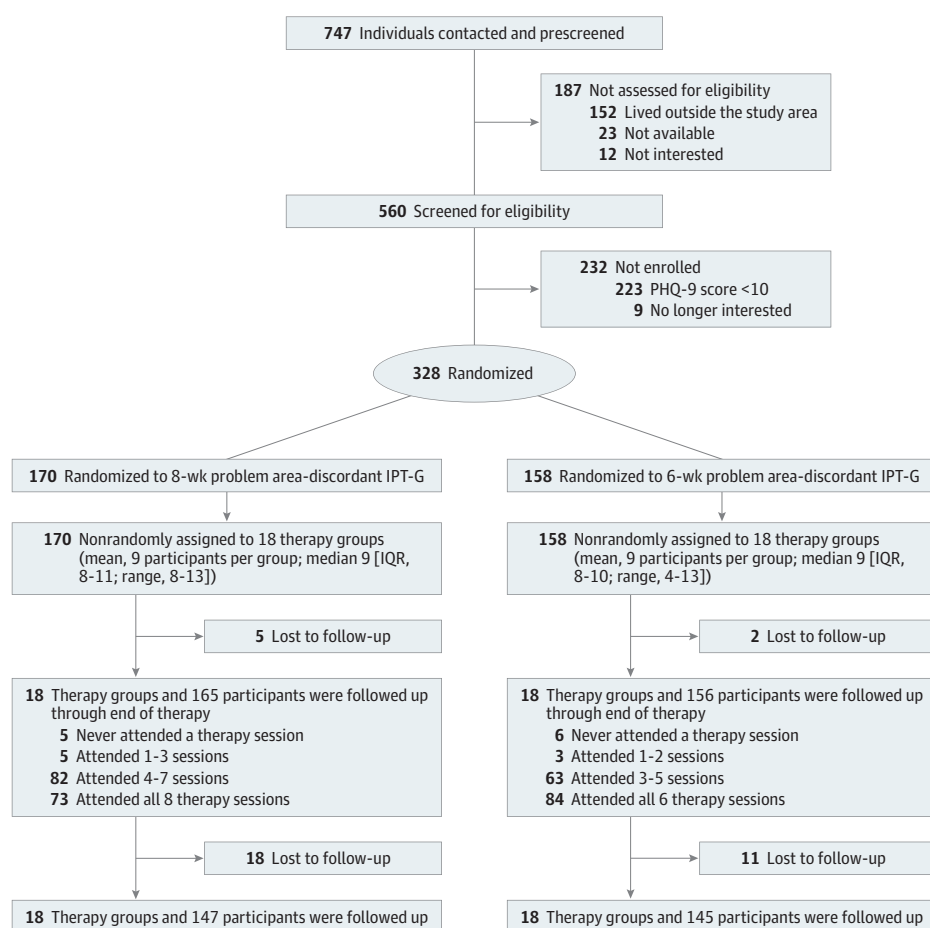 747 Individuals contacted and prescreened
187 Not assessed for eligibility
152 Lived outside the study area
23 Not available
12 Not interested
560 Screened for eligibility
232 Not enrolled
223 PHQ-9 score <10
9 No longer interested
328 Randomized
170 Randomized to 8-wk problem area-discordant IPT-G
170 Nonrandomly assigned to 18 therapy groups
(mean, 9 participants per group; median 9 [IQR,
8-11; range, 8-13])
5 Lost to follow-up
18 Therapy groups and 165 participants were followed up
through end of therapy
5 Never attended a therapy session
5 Attended 1-3 sessions
82 Attended 4-7 sessions
73 Attended all 8 therapy sessions
18 Lost to follow-up
18 Therapy groups and 147 participants were followed up
158 Randomized to 6-wk problem area-discordant IPT-G
158 Nonrandomly assigned to 18 therapy groups
(mean, 9 participants per group; median 9 [IQR,
8-10; range, 4-13])
2 Lost to follow-up
18 Therapy groups and 156 participants were followed up
through end of therapy
6 Never attended a therapy session
3 Attended 1-2 sessions
63 Attended 3-5 sessions
84 Attended all 6 therapy sessions
11 Lost to follow-up
18 Therapy groups and 145 participants were followed up